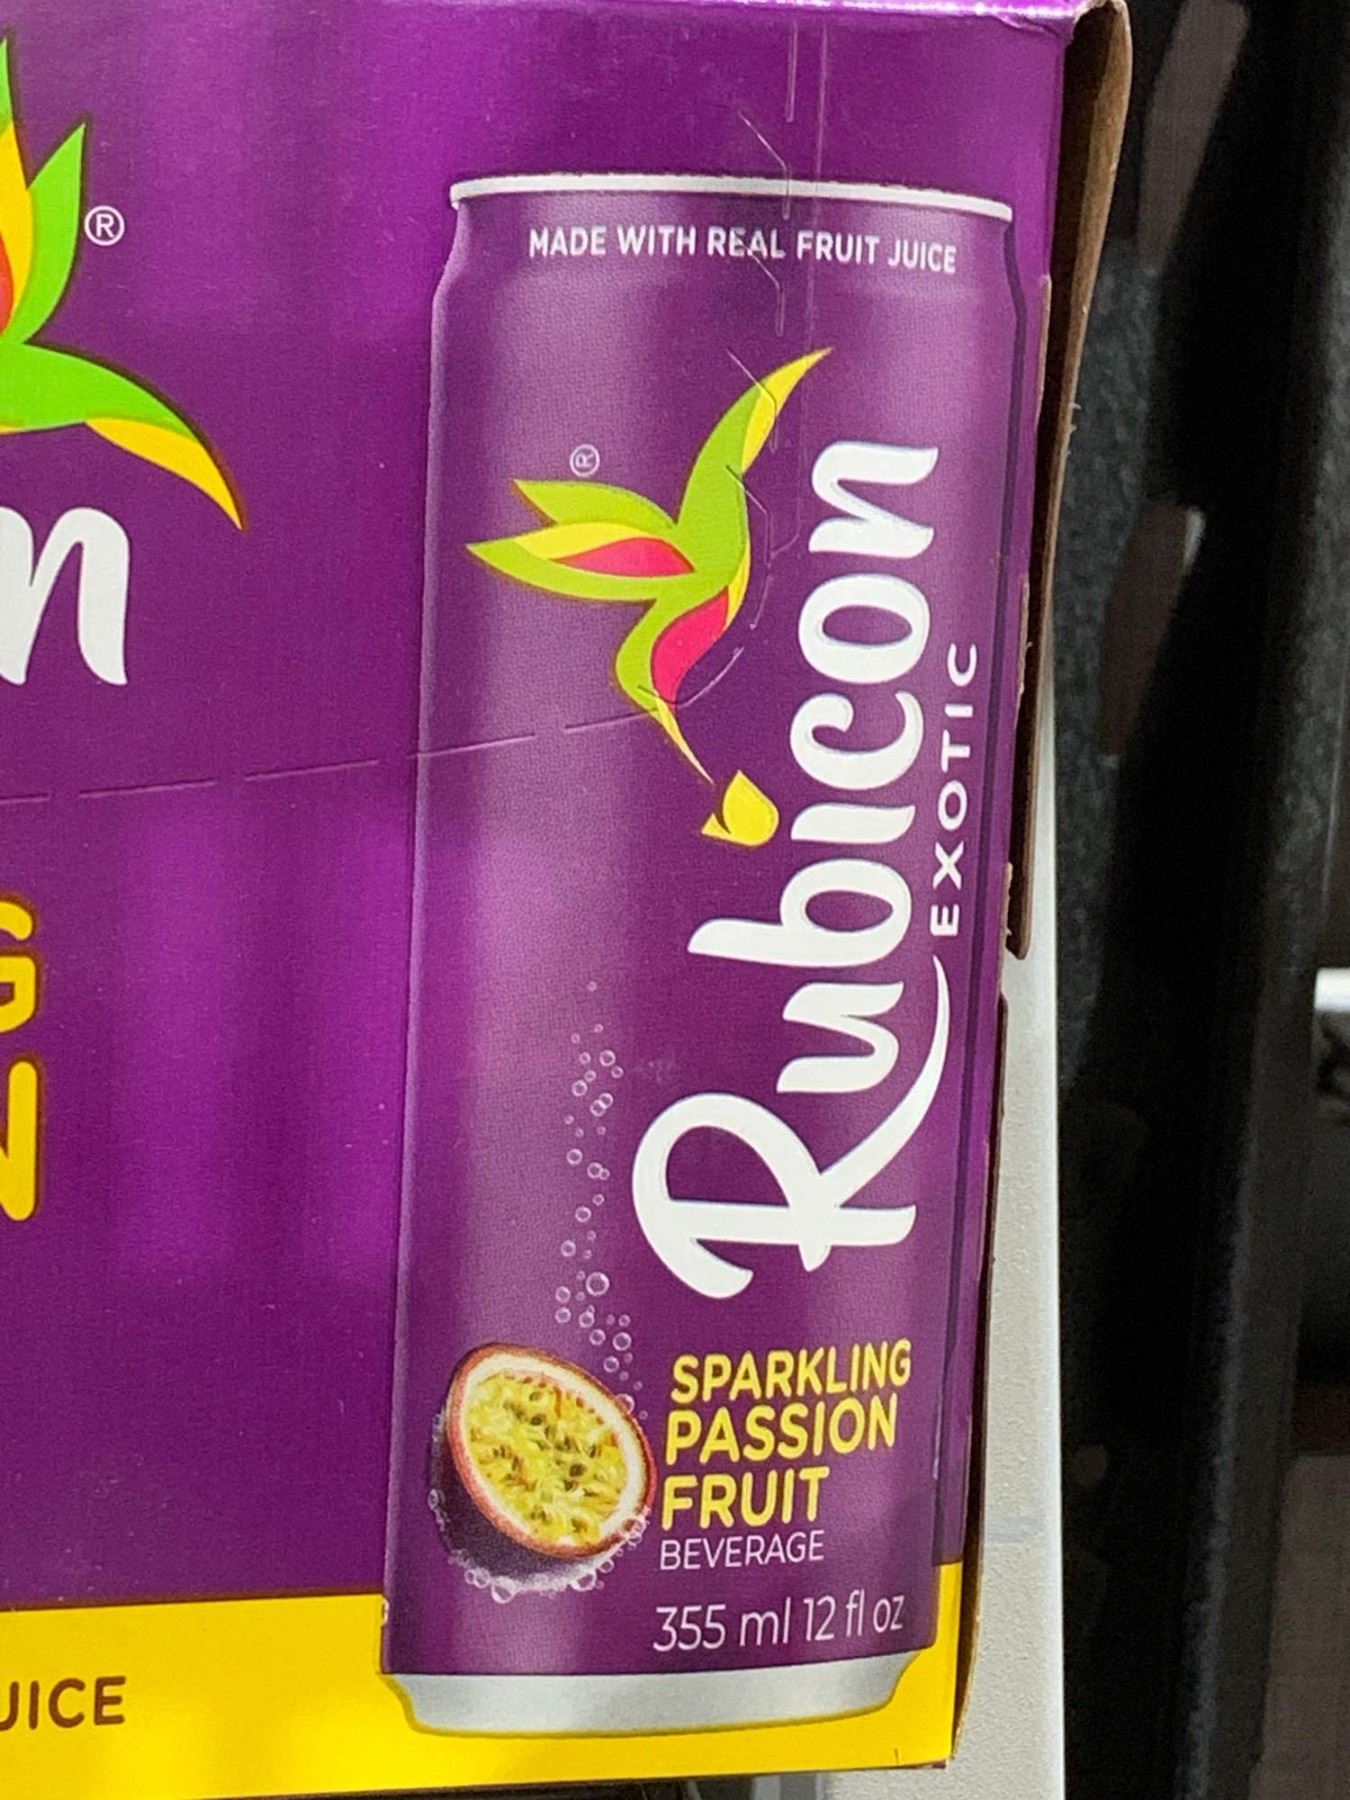 ®
n
G
N
UICE
MADE WITH REAL FRUIT JUICE
®
Rubicon
EXOTIC
SPARKLING
PASSION
FRUIT
BEVERAGE
355 ml 12 fl oz